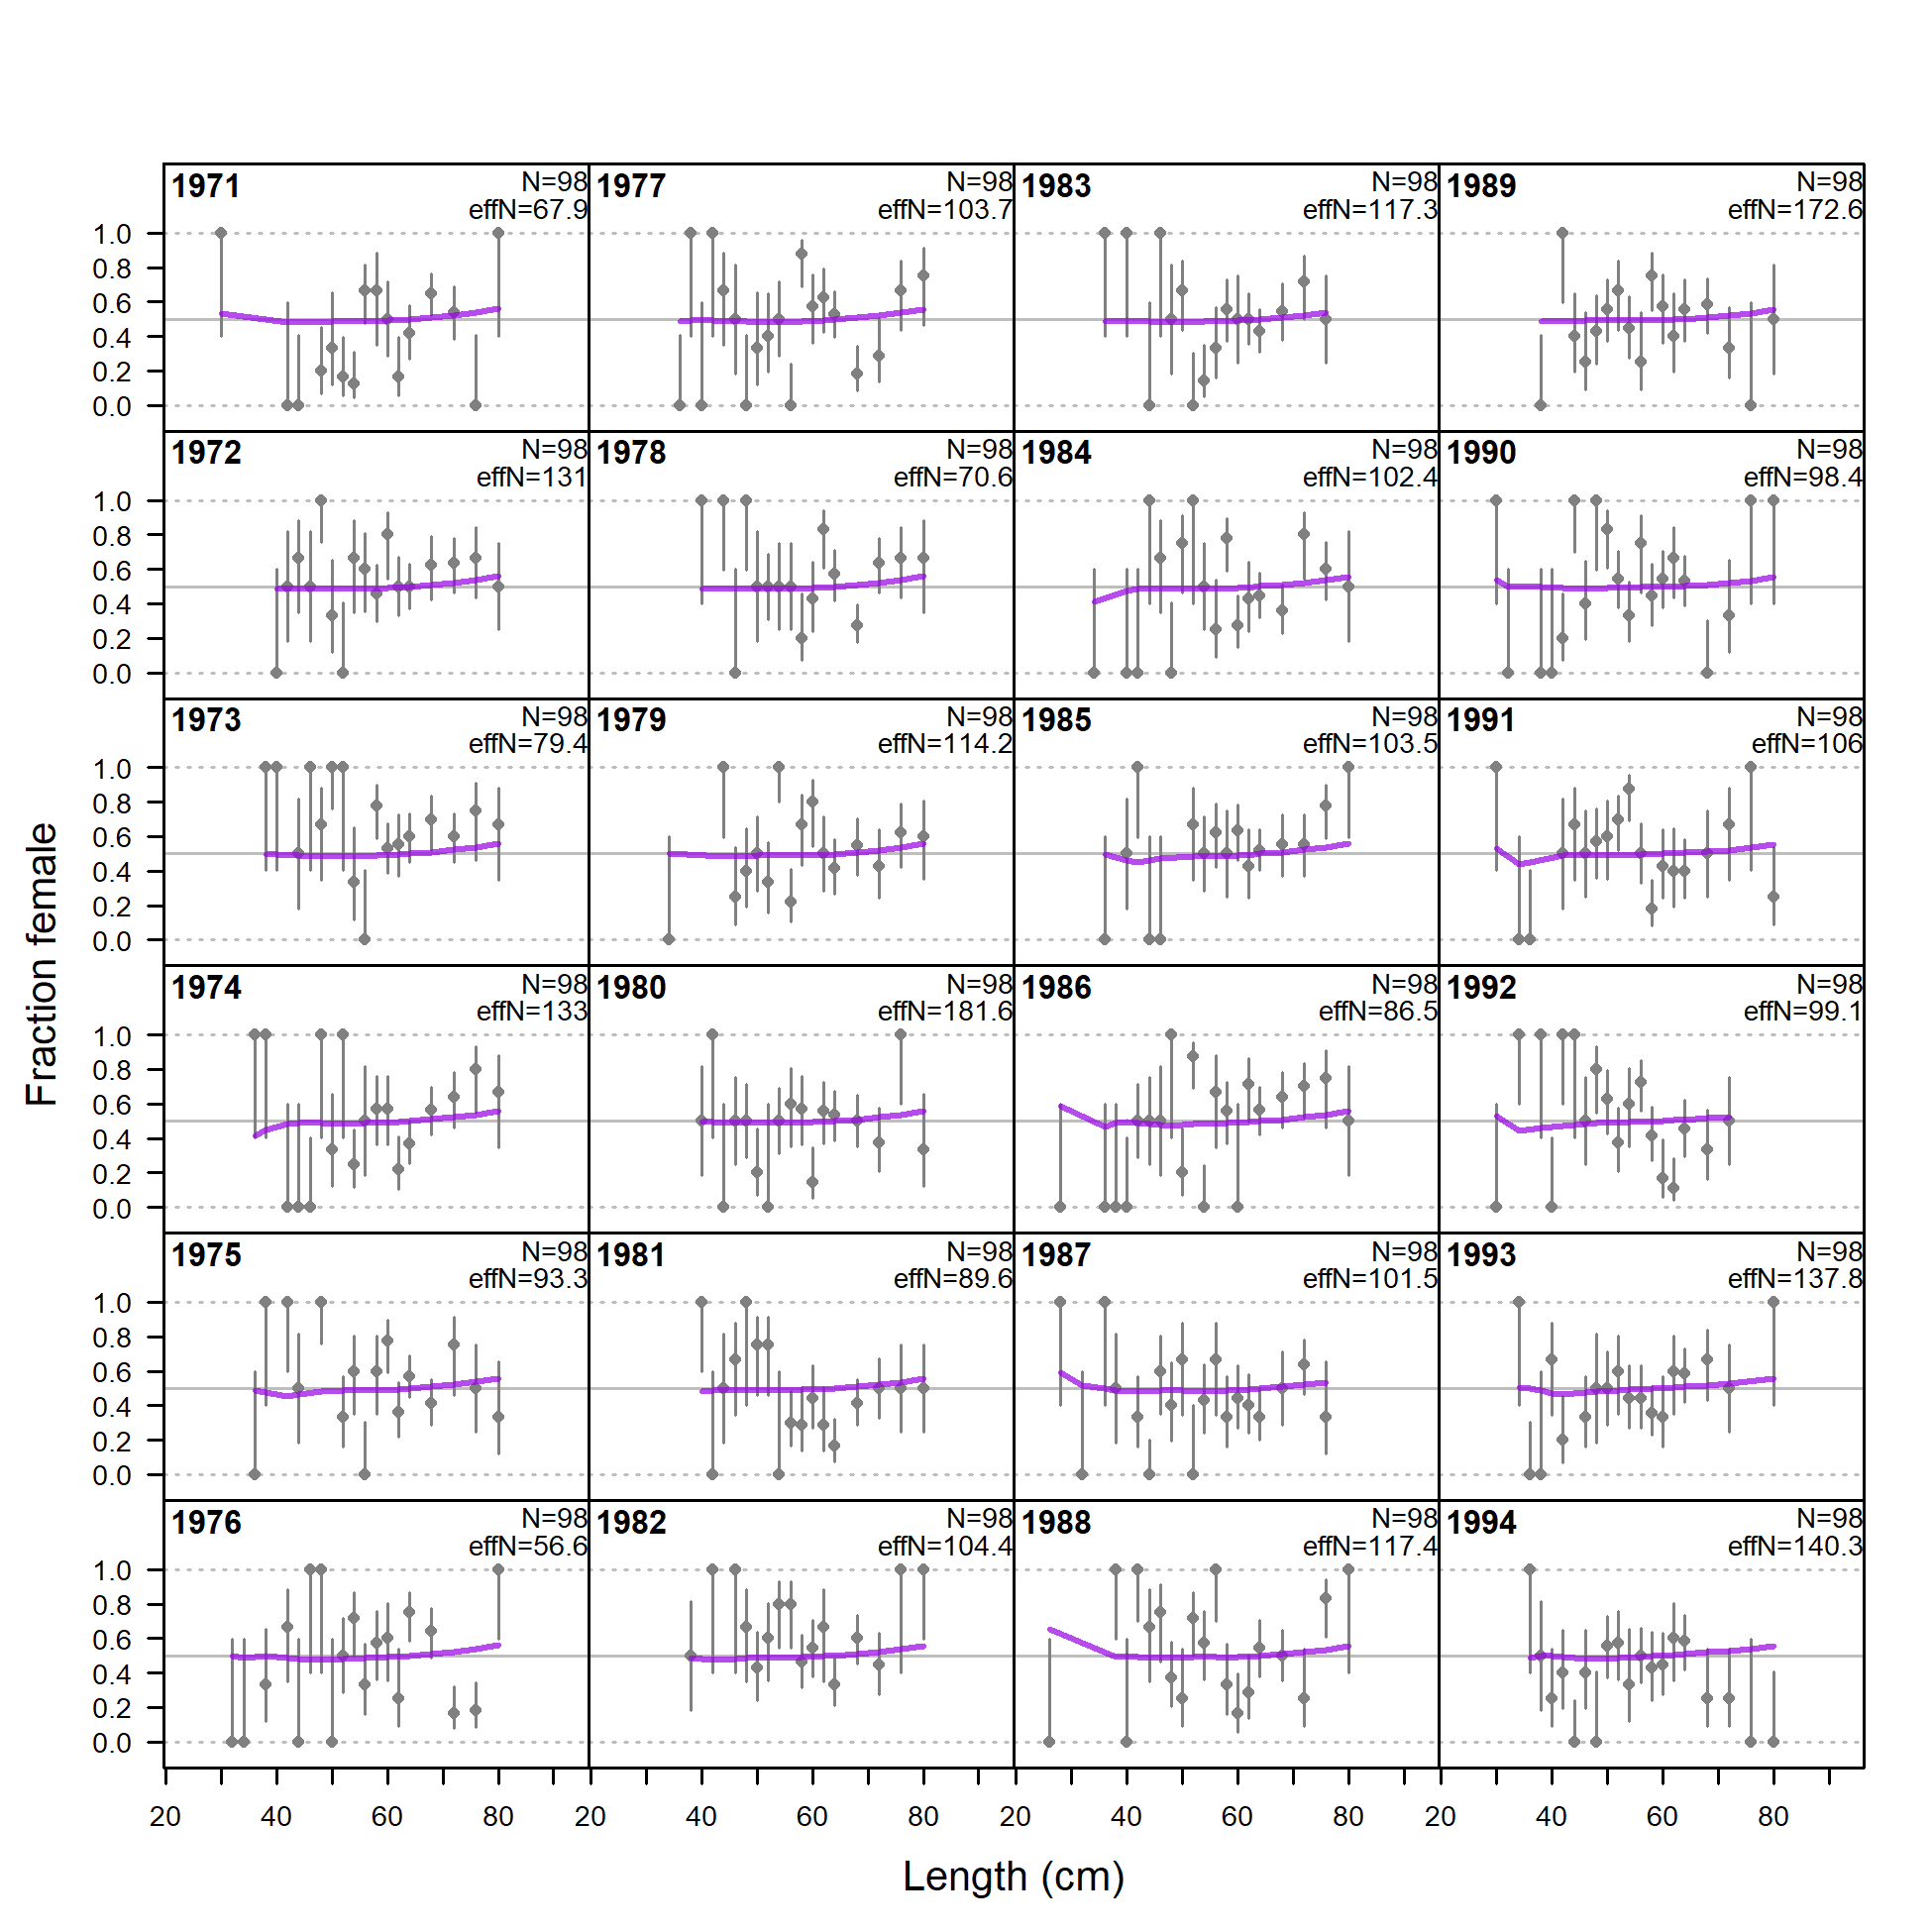 1971 N=98 1977 N=98 1983 N=98 1989 N=98
effN=67.9 effN=103.7 effN=117.3 effN=172.6
1.0
0.8
0.6
0.4
0.2
0.0
1972 N=98 1978 N=98 1984 N=98 1990 N=98
effN=131 effN=70.6 effN=102.4 effN=98.4
1.0
0.8
0.6
0.4
0.2
0.0
1973 N=98 1979 N=98 1985 N=98 1991 N=98
effN=79.4 effN=114.2 effN=103.5 effN=106
1.0
0.8
0.6
0.4
0.2
0.0
1974 N=98 1980 N=98 1986 N=98 1992 N=98
effN=133 effN=181.6 effN=86.5 effN=99.1
1.0
0.8
0.6
0.4
0.2
0.0
1975 N=98 1981 N=98 1987 N=98 1993 N=98
effN=93.3 effN=89.6 effN=101.5 effN=137.8
1.0
0.8
0.6
0.4
0.2
0.0
1976 N=98 1982 N=98 1988 N=98 1994 N=98
effN=56.6 effN=104.4 effN=117.4 effN=140.3
1.0
0.8
0.6
0.4
0.2
0.0
20 40 60 80 20 40 60 80 20 40 60 80 20 40 60 80
Length (cm)
Fraction female